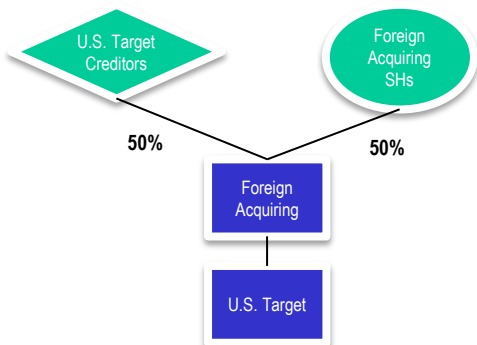 U.S. Target
Creditors
Foreign
Acquiring
SHs
50%
50%
Foreign
Acquiring
U.S. Target